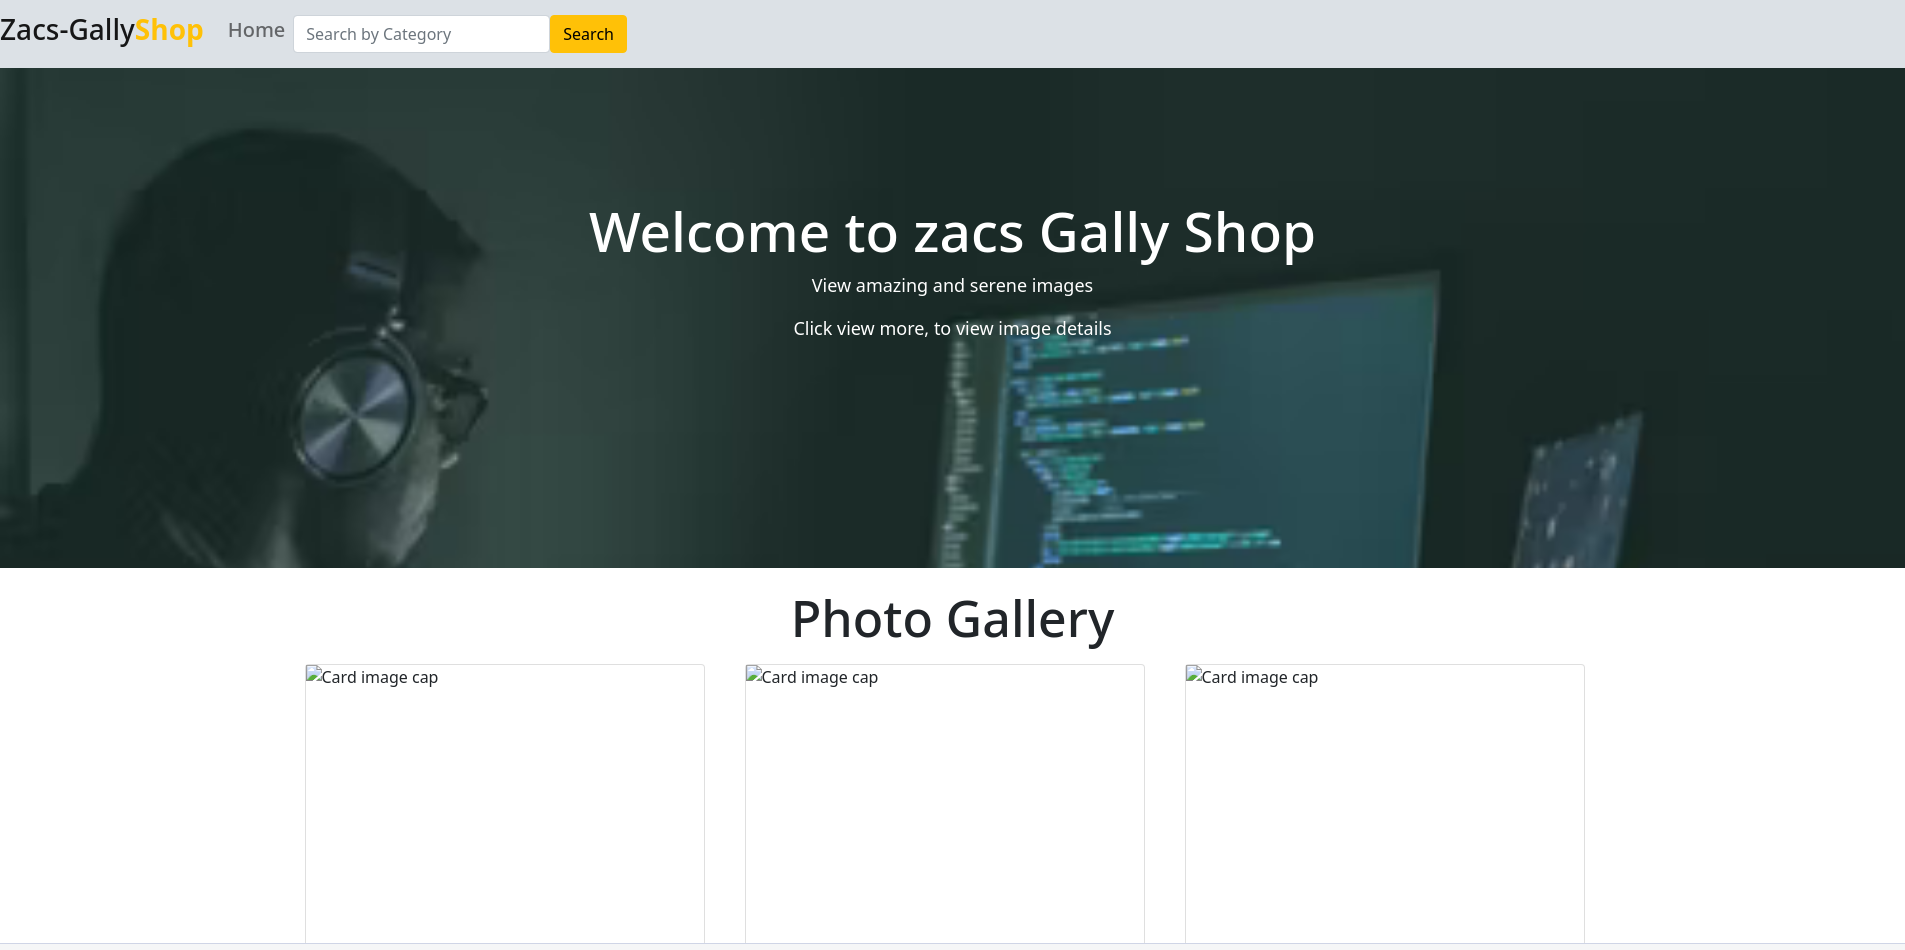 Zacs-GallyShop Home Search by Category Search
Welcome to zacs Gally Shop
View amazing and serene images
Click view more, to view image details
Photo Gallery
Card image cap Card image cap Card image cap